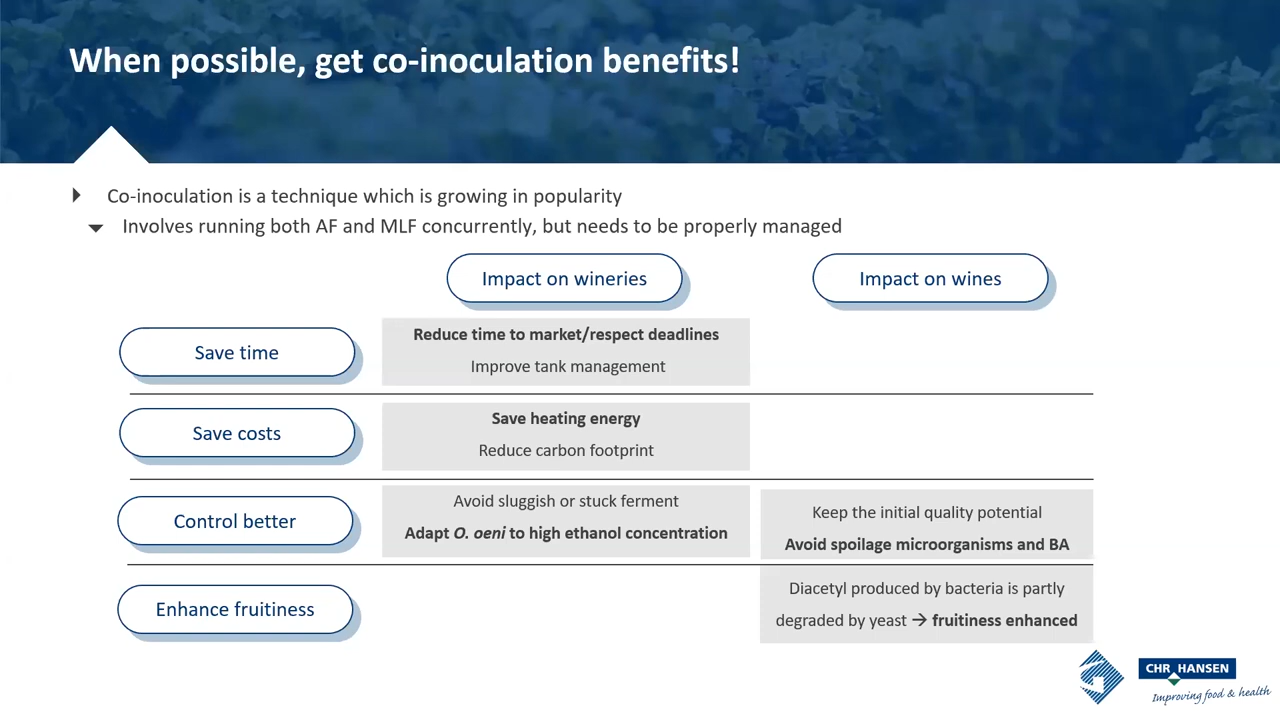 When possible, get co-inoculation benefits!
Co-inoculation is a technique which is growing in popularity
Involves running both AF and MLF concurrently, but needs to be properly managed
Impact on wineries
Impact on wines
Save time
Reduce time to market/respect deadlines
Improve tank management
Save costs
Save heating energy
Reduce carbon footprint
Control better
Avoid sluggish or stuck ferment
Adapt O. oeni to high ethanol concentration
Keep the initial quality potential
Avoid spoilage microorganisms and BA
Enhance fruitiness
Diacetyl produced by bacteria is partly
degraded by yeast → fruitiness enhanced
CHR HANSEN
Improving food & health